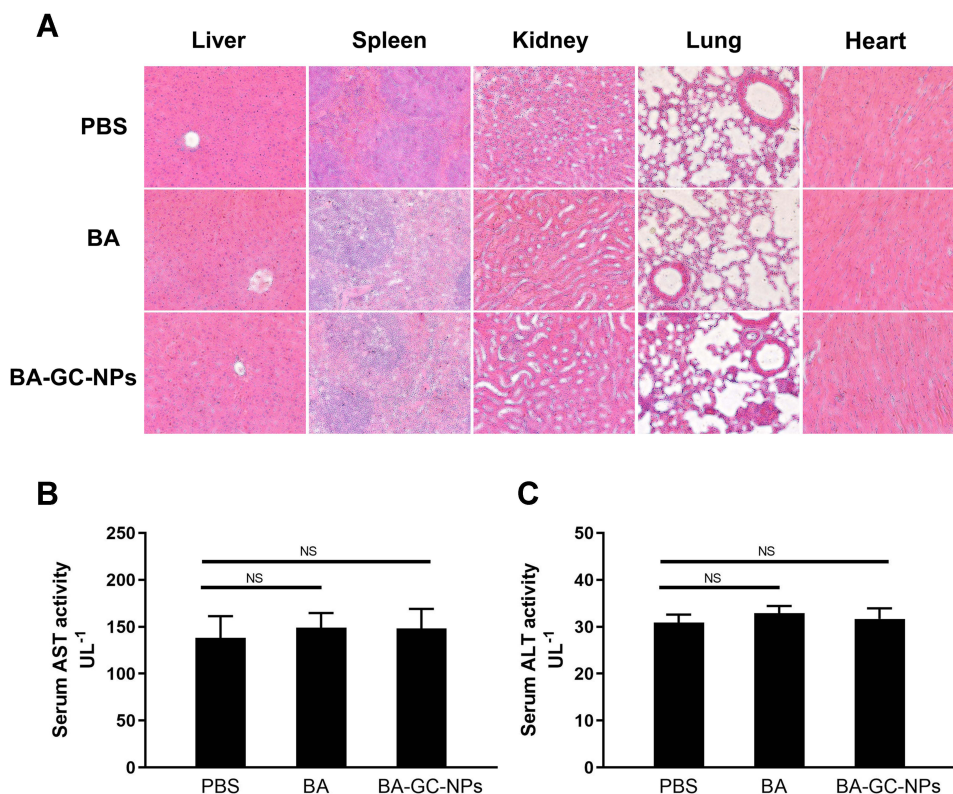 A
Liver Spleen Kidney Lung Heart
PBS
BA
BA-GC-NPs
B
Serum AST activity
UL⁻¹
250
200
150
100
50
0
NS
NS
PBS BA BA-GC-NPs
C
Serum ALT activity
UL⁻¹
50
40
30
20
10
0
NS
NS
PBS BA BA-GC-NPs